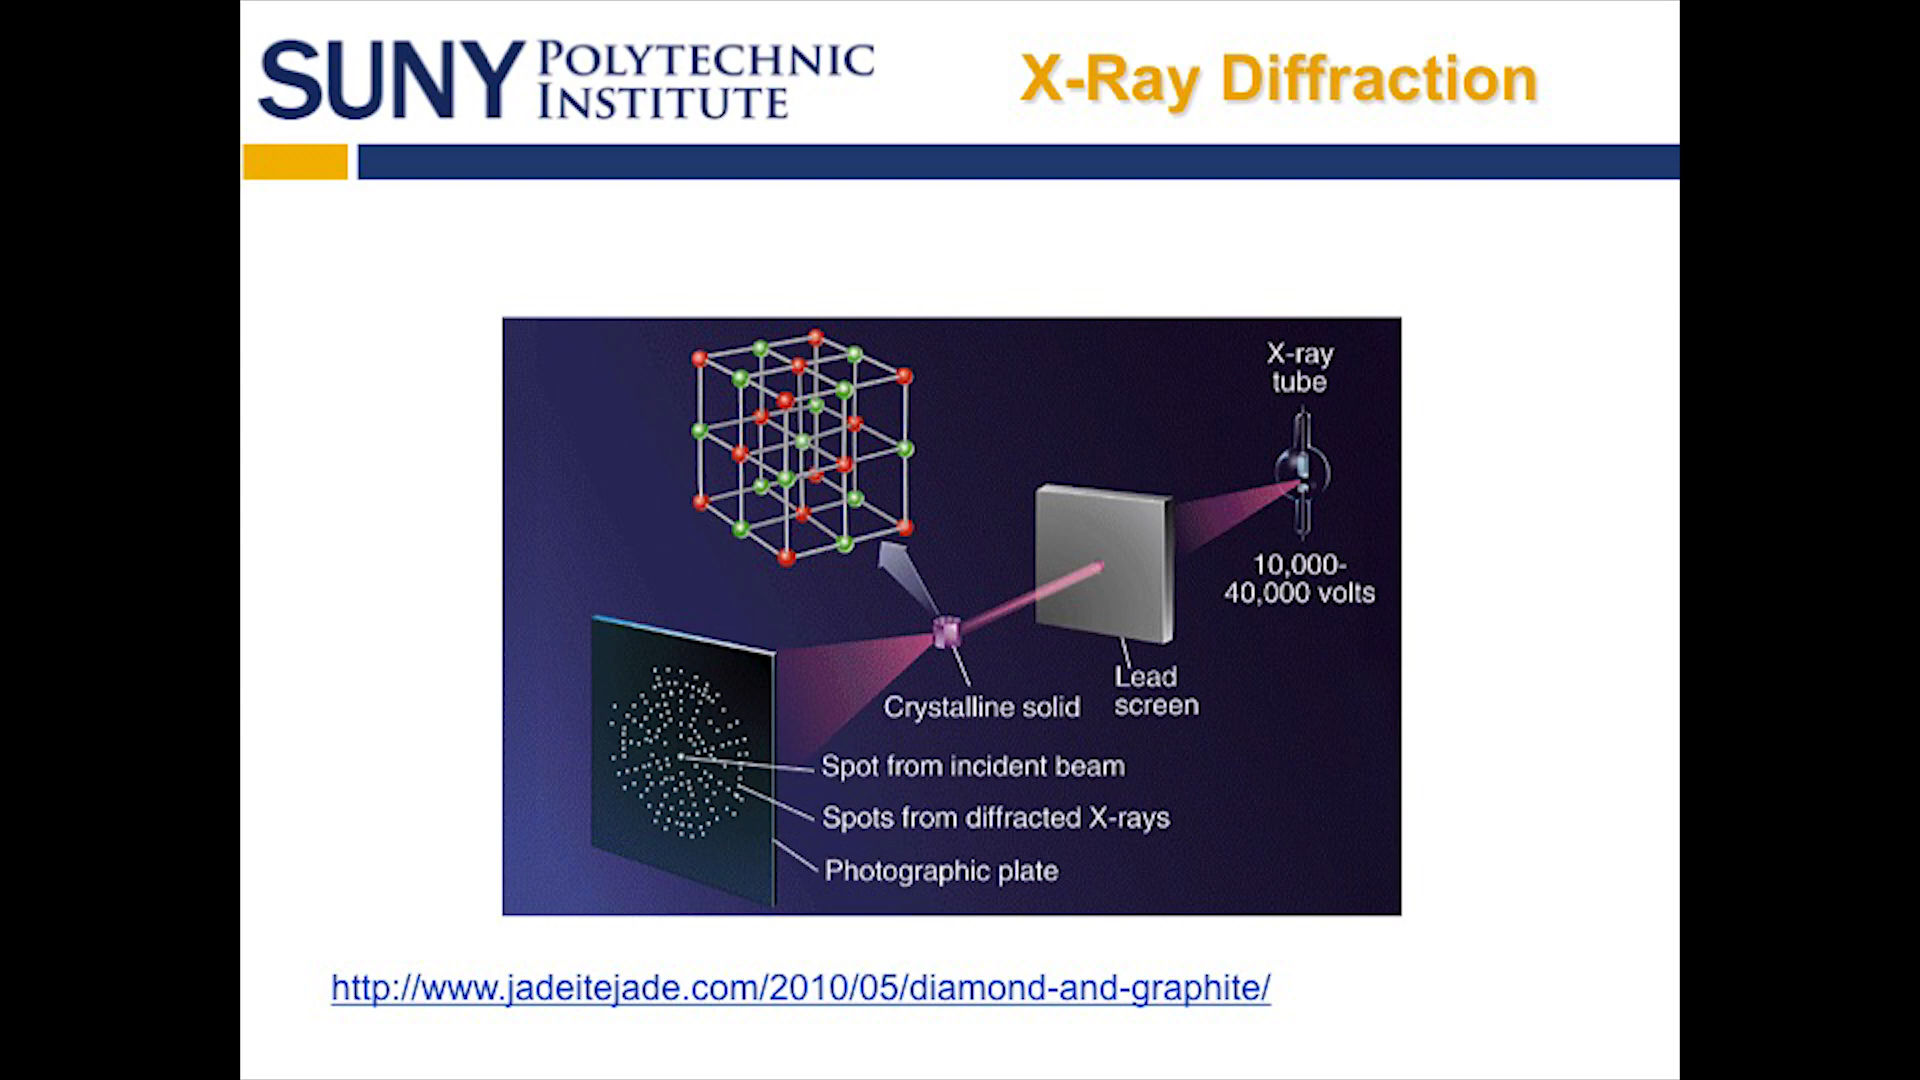 SUNY POLYTECHNIC
INSTITUTE
X-Ray Diffraction
X-ray
tube
10,000-
40,000 volts
Lead
screen
Crystalline solid
Spot from incident beam
Spots from diffracted X-rays
Photographic plate
http://www.jadeitejade.com/2010/05/diamond-and-graphite/